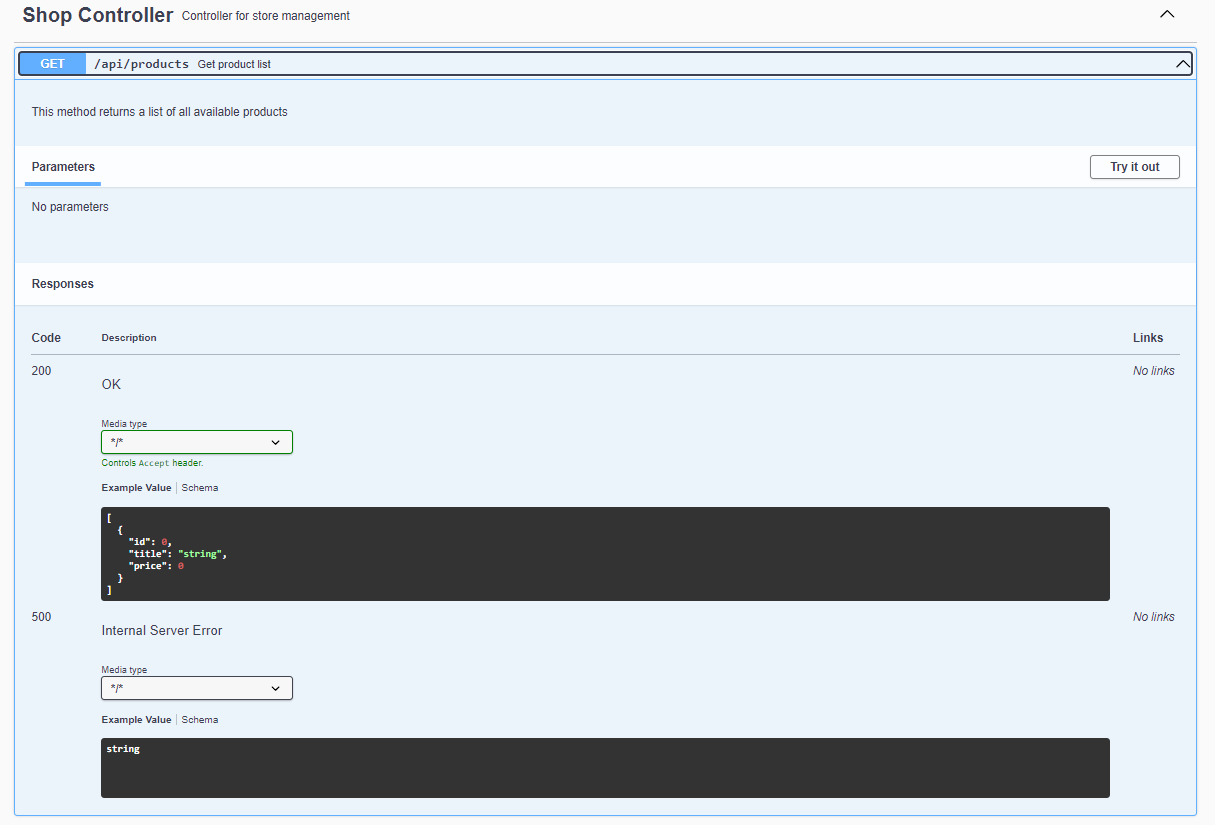 Shop Controller Controller for store management
GET /api/products Get product list
This method returns a list of all available products
Parameters Try it out
No parameters
Responses
Code Description Links
200 No links
OK
Media type
*/*
Controls Accept header.
Example Value Schema
[
  {
    "id": 0,
    "title": "string",
    "price": 0
  }
]
500 No links
Internal Server Error
Media type
*/*
Example Value Schema
string